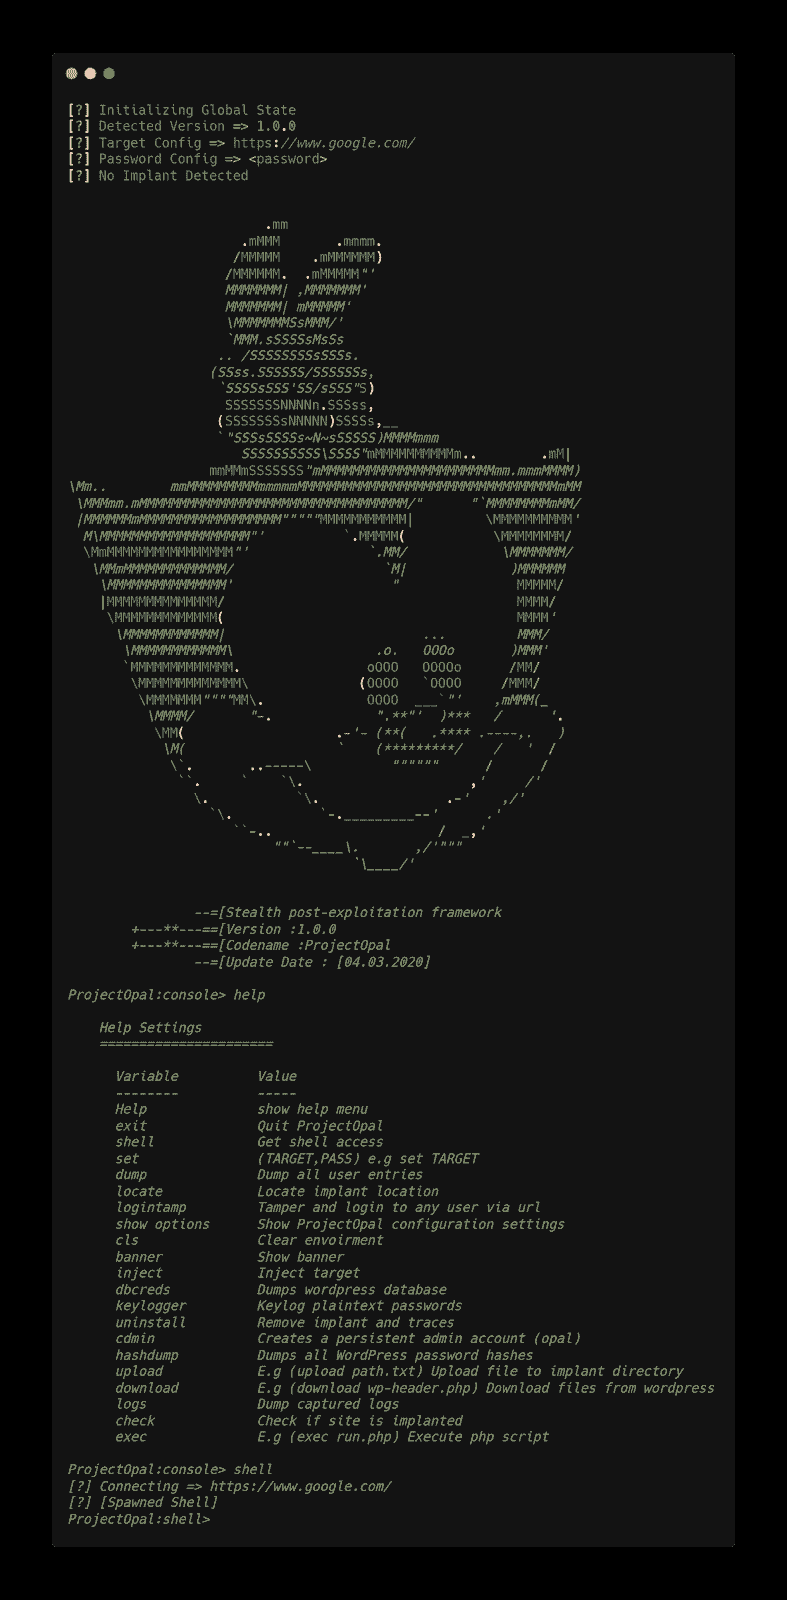 [?] Initializing Global State
[?] Detected Version => 1.0.0
[?] Target Config => https://www.google.com/
[?] Password Config => <password>
[?] No Implant Detected
--=[Stealth post-exploitation framework
+---**---==[Version :1.0.0
+---**---==[Codename :ProjectOpal
--=[Update Date : [04.03.2020]
ProjectOpal:console> help
Help Settings
======================
Variable Value
-------- -----
Help show help menu
exit Quit ProjectOpal
shell Get shell access
set (TARGET,PASS) e.g set TARGET
dump Dump all user entries
locate Locate implant location
logintamp Tamper and login to any user via url
show options Show ProjectOpal configuration settings
cls Clear envoirment
banner Show banner
inject Inject target
dbcreds Dumps wordpress database
keylogger Keylog plaintext passwords
uninstall Remove implant and traces
cdmin Creates a persistent admin account (opal)
hashdump Dumps all WordPress password hashes
upload E.g (upload path.txt) Upload file to implant directory
download E.g (download wp-header.php) Download files from wordpress
logs Dump captured logs
check Check if site is implanted
exec E.g (exec run.php) Execute php script
ProjectOpal:console> shell
[?] Connecting => https://www.google.com/
[?] [Spawned Shell]
ProjectOpal:shell>